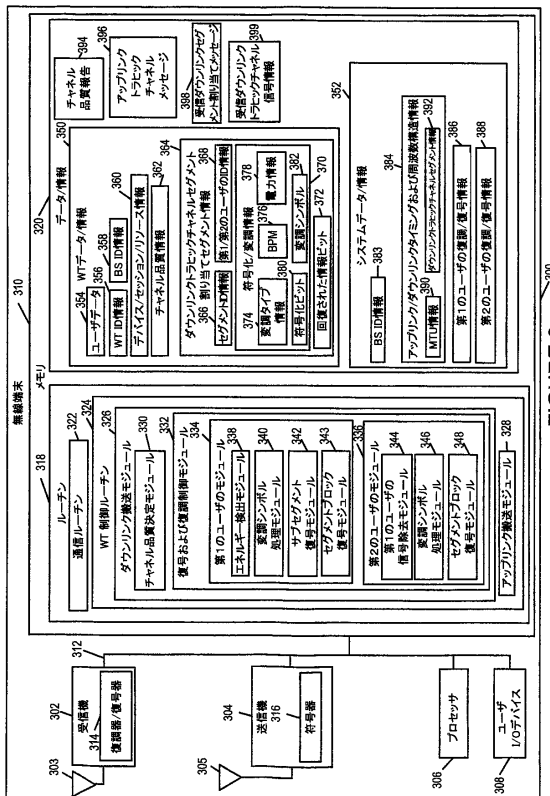 無線端末
310
318
メモリ
ルーチン
322
通信ルーチン
324
WT 制御ルーチン
326
ダウンリンク搬送モジュール
330
チャネル品質決定モジュール
332
復号および復調制御モジュール
334
第1のユーザのモジュール
338
エネルギー検出モジュール
340
変調シンボル
処理モジュール
342
サブセグメント
復号モジュール
343
セグメントブロック
復号モジュール
336
第2のユーザのモジュール
344
第1のユーザの
信号除去モジュール
346
変調シンボル
処理モジュール
348
セグメントブロック
復号モジュール
328
アップリンク搬送モジュール
320
データ/情報
350
WTデータ/情報
354
ユーザデータ
356
WT ID情報
358
BS ID情報
360
デバイス/セッション/リソース情報
362
チャネル品質情報
364
ダウンリンクトラヒックチャネルセグメント
割り当てセグメント情報
366
セグメントID情報
368
第1/第2のユーザのID情報
符号化/変調情報
374
変調タイプ
情報
376
BPM
378
電力情報
380
符号化ビット
382
変調シンボル
370
回復された情報ビット
372
394
チャネル
品質報告
396
アップリンク
トラヒック
チャネル
メッセージ
398
受信ダウンリンクセグ
メント割り当てメッセージ
399
受信ダウンリンク
トラヒックチャネル
信号情報
352
システムデータ/情報
383
BS ID情報
384
アップリンク/ダウンリンクタイミングおよび周波数構造情報
390
MTU情報
392
ダウンリンクトラヒックチャネルセグメント情報
386
第1のユーザの復調/復号情報
388
第2のユーザの復調/復号情報
312
303
302
受信機
314
復調器/復号器
305
304
送信機
316
符号器
306
プロセッサ
308
ユーザ
I/Oデバイス
300